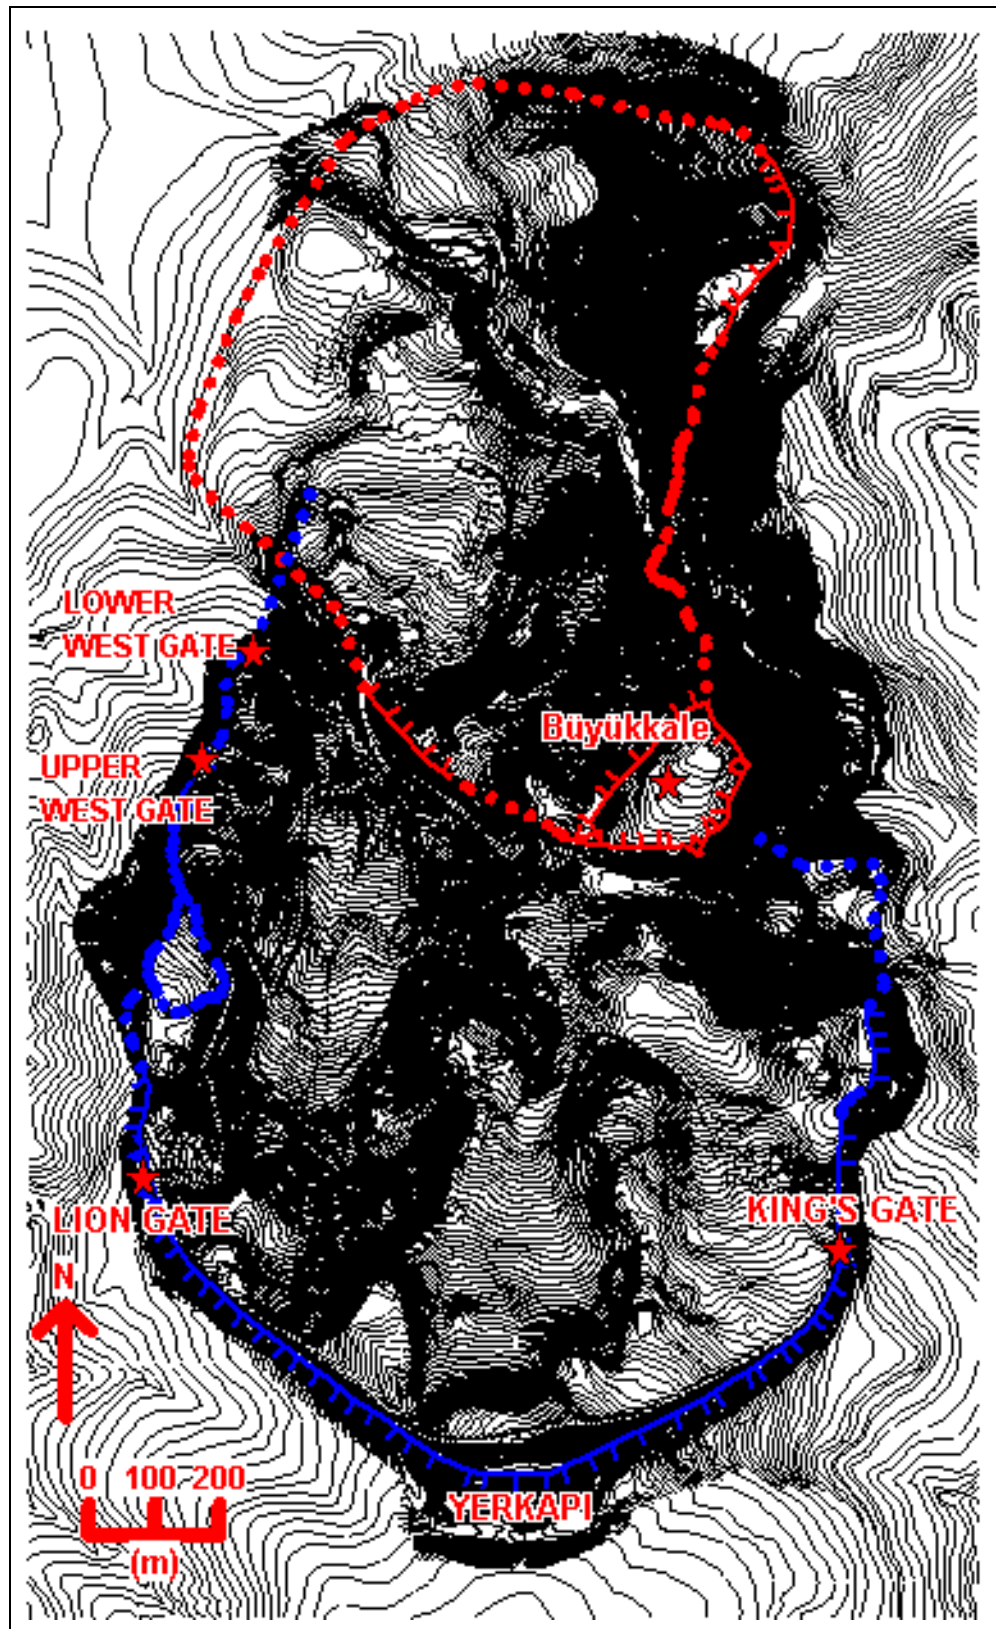 LOWER
WEST GATE
Büyükkale
UPPER
WEST GATE
LION GATE
KING'S GATE
N
0 100 200
(m)
YERKAPI